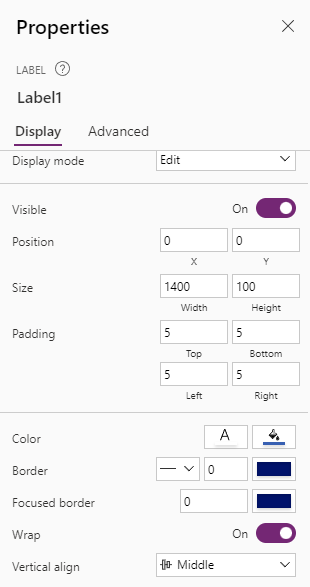 Properties
LABEL ?
Label1
Display Advanced
Display mode Edit
Visible On
Position 0 0
X Y
Size 1400 100
Width Height
Padding 5 5
Top Bottom
5 5
Left Right
Color A
Border 0
Focused border 0
Wrap On
Vertical align Middle